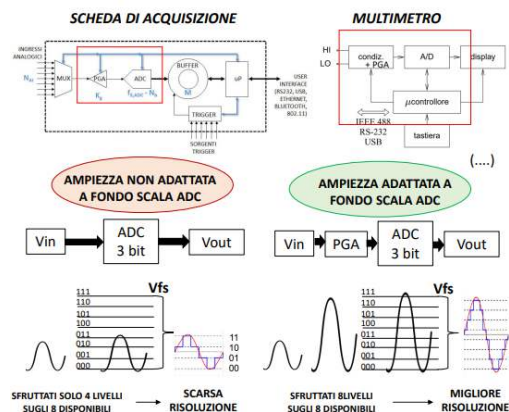 SCHEDA DI ACQUISIZIONE
INGRESSI
ANALOGICI
MUX
PGA
ADC
BUFFER
M
uP
TRIGGER
SORGENTI
TRIGGER
USER
INTERFACE
(RS232, USB,
ETHERNET,
BLUETOOTH,
802.11)
MULTIMETRO
HI
LO
condiz.
+ PGA
A/D
display
μcontrollore
IEEE 488
RS-232
USB
tastiera
(....)
AMPIEZZA NON ADATTATA
A FONDO SCALA ADC
Vin
ADC
3 bit
Vout
Vfs
111
110
101
100
011
010
001
000
11
10
01
00
SFRUTTATI SOLO 4 LIVELLI
SUGLI 8 DISPONIBILI
SCARSA
RISOLUZIONE
AMPIEZZA ADATTATA A
FONDO SCALA ADC
Vin
PGA
ADC
3 bit
Vout
Vfs
111
110
101
100
011
010
001
000
SFRUTTATI 8LIVELLI
SUGLI 8 DISPONIBILI
MIGLIORE
RISOLUZIONE